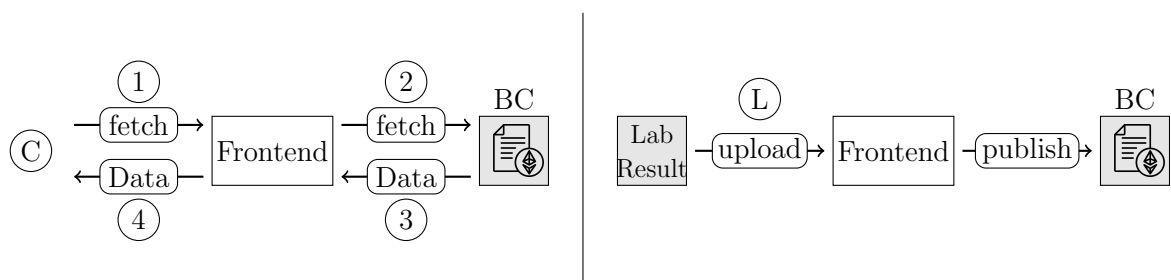 1
2
BC
fetch
fetch
C
Frontend
Data
Data
4
3
L
BC
Lab
Result
upload
Frontend
publish